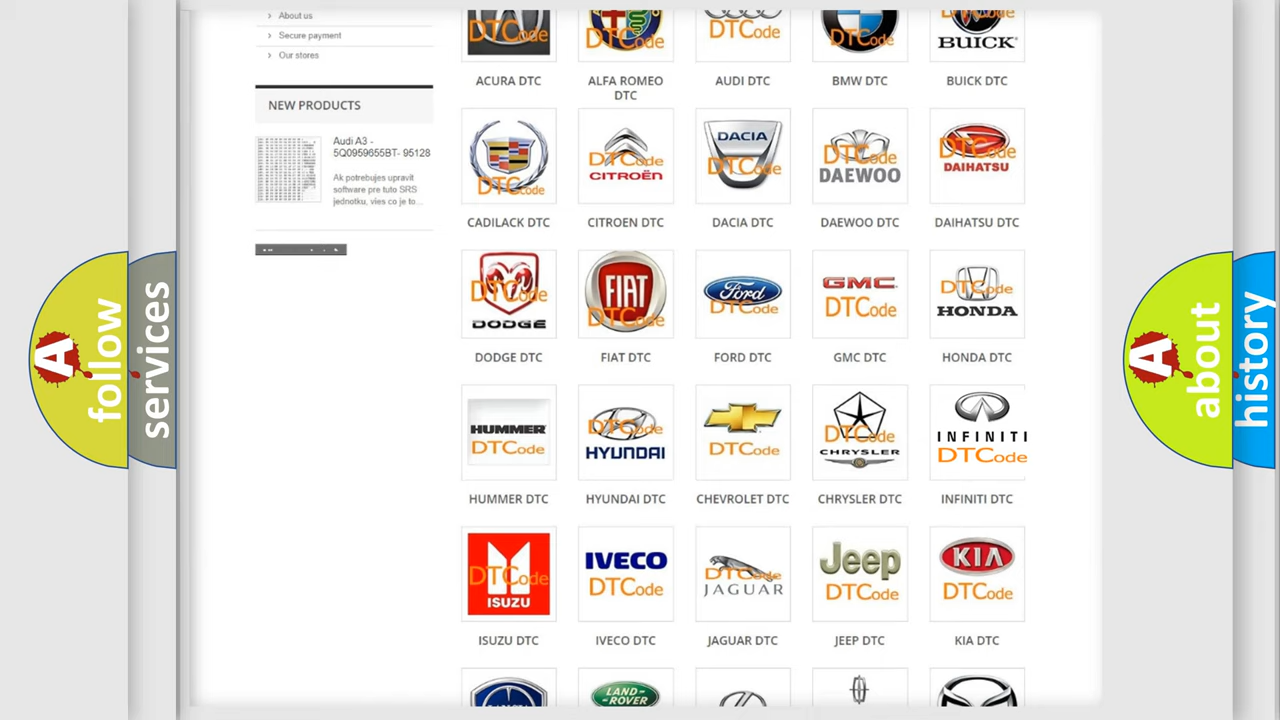 About us
Secure payment
Our stores
NEW PRODUCTS
Audi A3 -
5Q0959655BT- 95128
Ak potrebujes upravit
software pre tuto SRS
jednotku, vies co je to...
DTCode
DTCode
DTCode
DTCode
BUICK
ACURA DTC
ALFA ROMEO
DTC
AUDI DTC
BMW DTC
BUICK DTC
DTCode
DTCode
CITROËN
DACIA
DTCode
DTCode
DAEWOO
DTCode
DAIHATSU
CADILACK DTC
CITROEN DTC
DACIA DTC
DAEWOO DTC
DAIHATSU DTC
DTCode
DODGE
FIAT
DTCode
Ford
DTCode
GMC
DTCode
DTCode
HONDA
DODGE DTC
FIAT DTC
FORD DTC
GMC DTC
HONDA DTC
HUMMER
DTCode
DTCode
HYUNDAI
DTCode
DTCode
CHRYSLER
INFINITI
DTCode
HUMMER DTC
HYUNDAI DTC
CHEVROLET DTC
CHRYSLER DTC
INFINITI DTC
DTCode
ISUZU
IVECO
DTCode
DTCode
JAGUAR
Jeep
DTCode
KIA
DTCode
ISUZU DTC
IVECO DTC
JAGUAR DTC
JEEP DTC
KIA DTC
LAND-
ROVER
A follow
services
A about
history